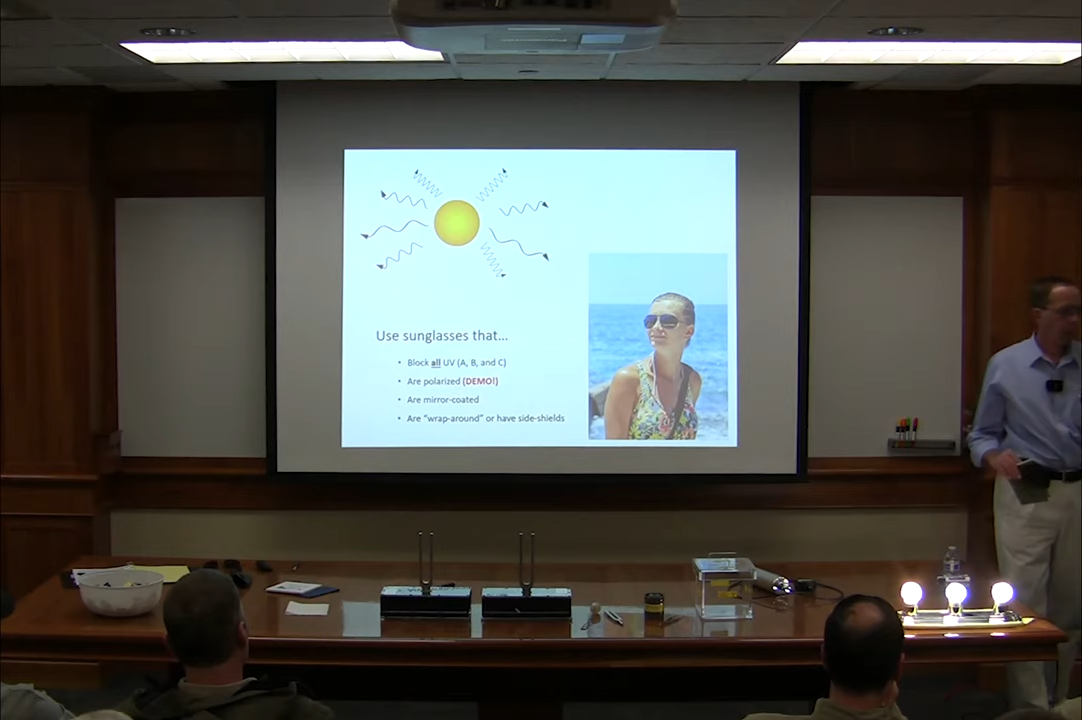 Use sunglasses that...
• Block all UV (A, B, and C)
• Are polarized (DEMO!)
• Are mirror-coated
• Are “wrap-around” or have side-shields